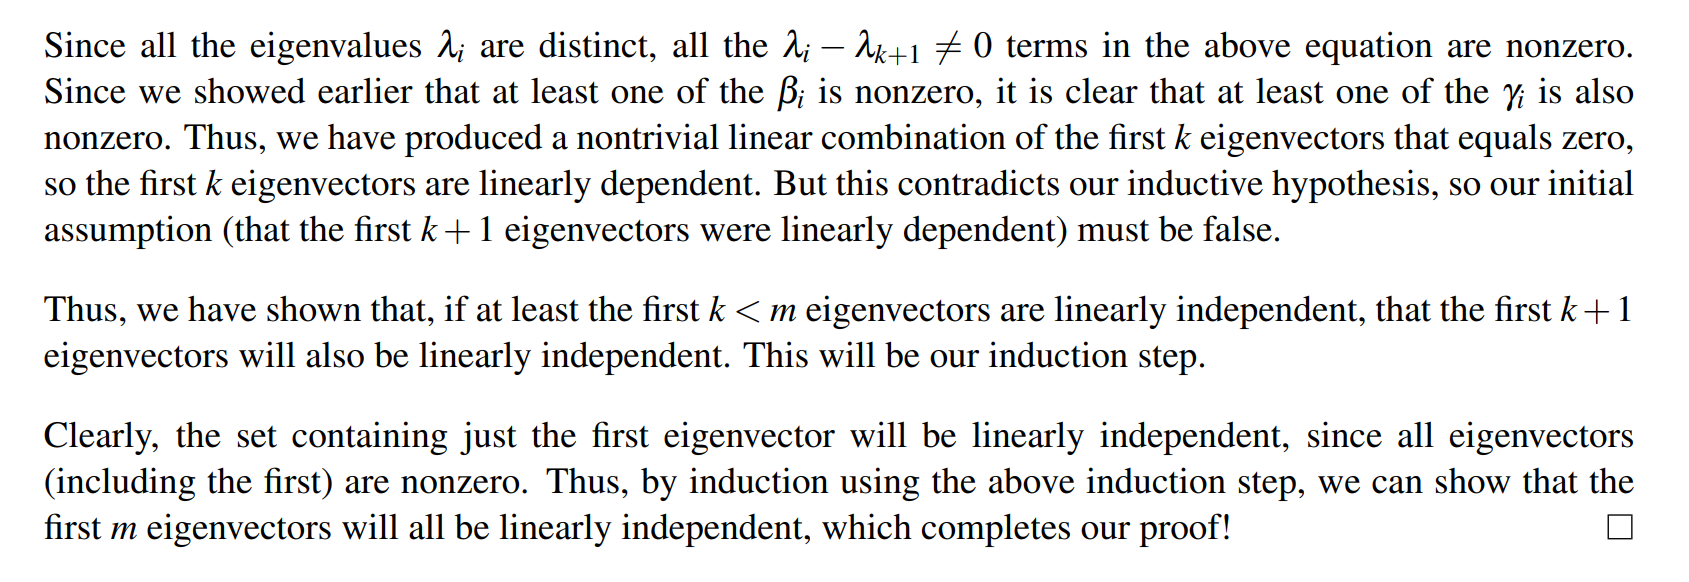 Since all the eigenvalues λᵢ are distinct, all the λᵢ − λₖ₊₁ ≠ 0 terms in the above equation are nonzero.
Since we showed earlier that at least one of the βᵢ is nonzero, it is clear that at least one of the γᵢ is also
nonzero. Thus, we have produced a nontrivial linear combination of the first k eigenvectors that equals zero,
so the first k eigenvectors are linearly dependent. But this contradicts our inductive hypothesis, so our initial
assumption (that the first k + 1 eigenvectors were linearly dependent) must be false.
Thus, we have shown that, if at least the first k < m eigenvectors are linearly independent, that the first k + 1
eigenvectors will also be linearly independent. This will be our induction step.
Clearly, the set containing just the first eigenvector will be linearly independent, since all eigenvectors
(including the first) are nonzero. Thus, by induction using the above induction step, we can show that the
first m eigenvectors will all be linearly independent, which completes our proof! □